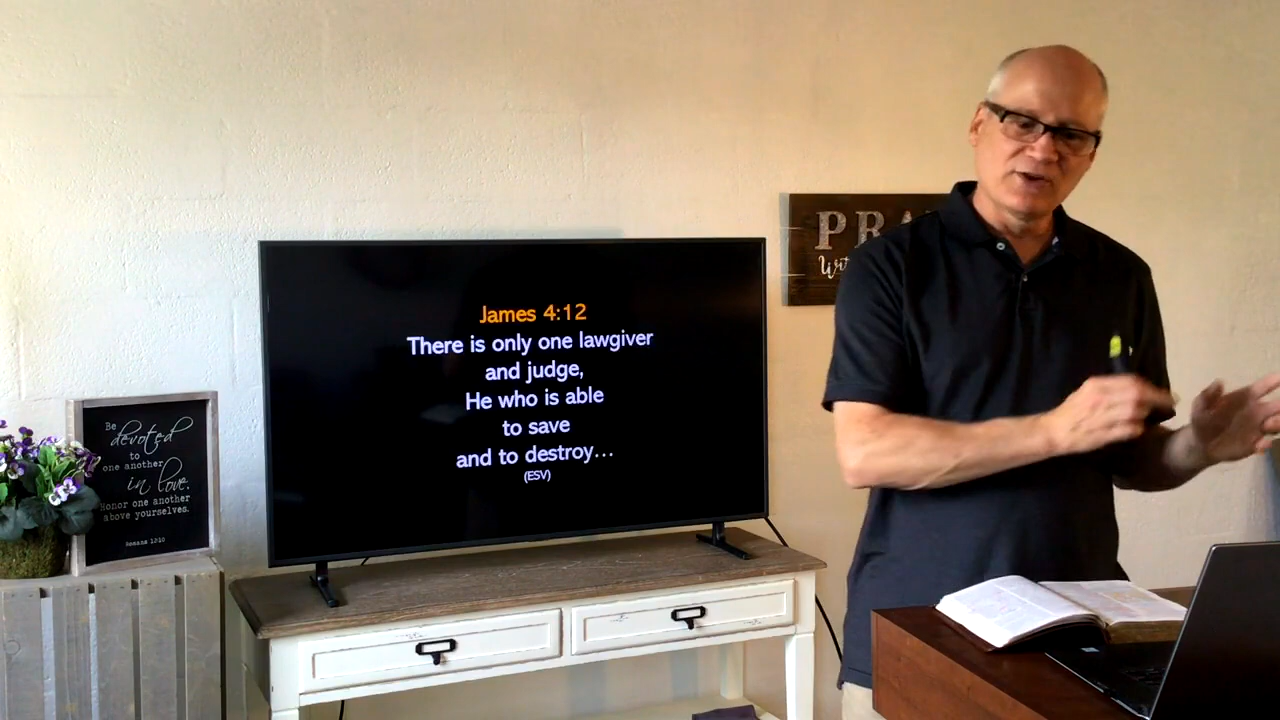 James 4:12
There is only one lawgiver
and judge,
He who is able
to save
and to destroy...
(ESV)
Be
devoted
to
one another
in love.
Honor one another
above yourselves.
Romans 12:10
PRA